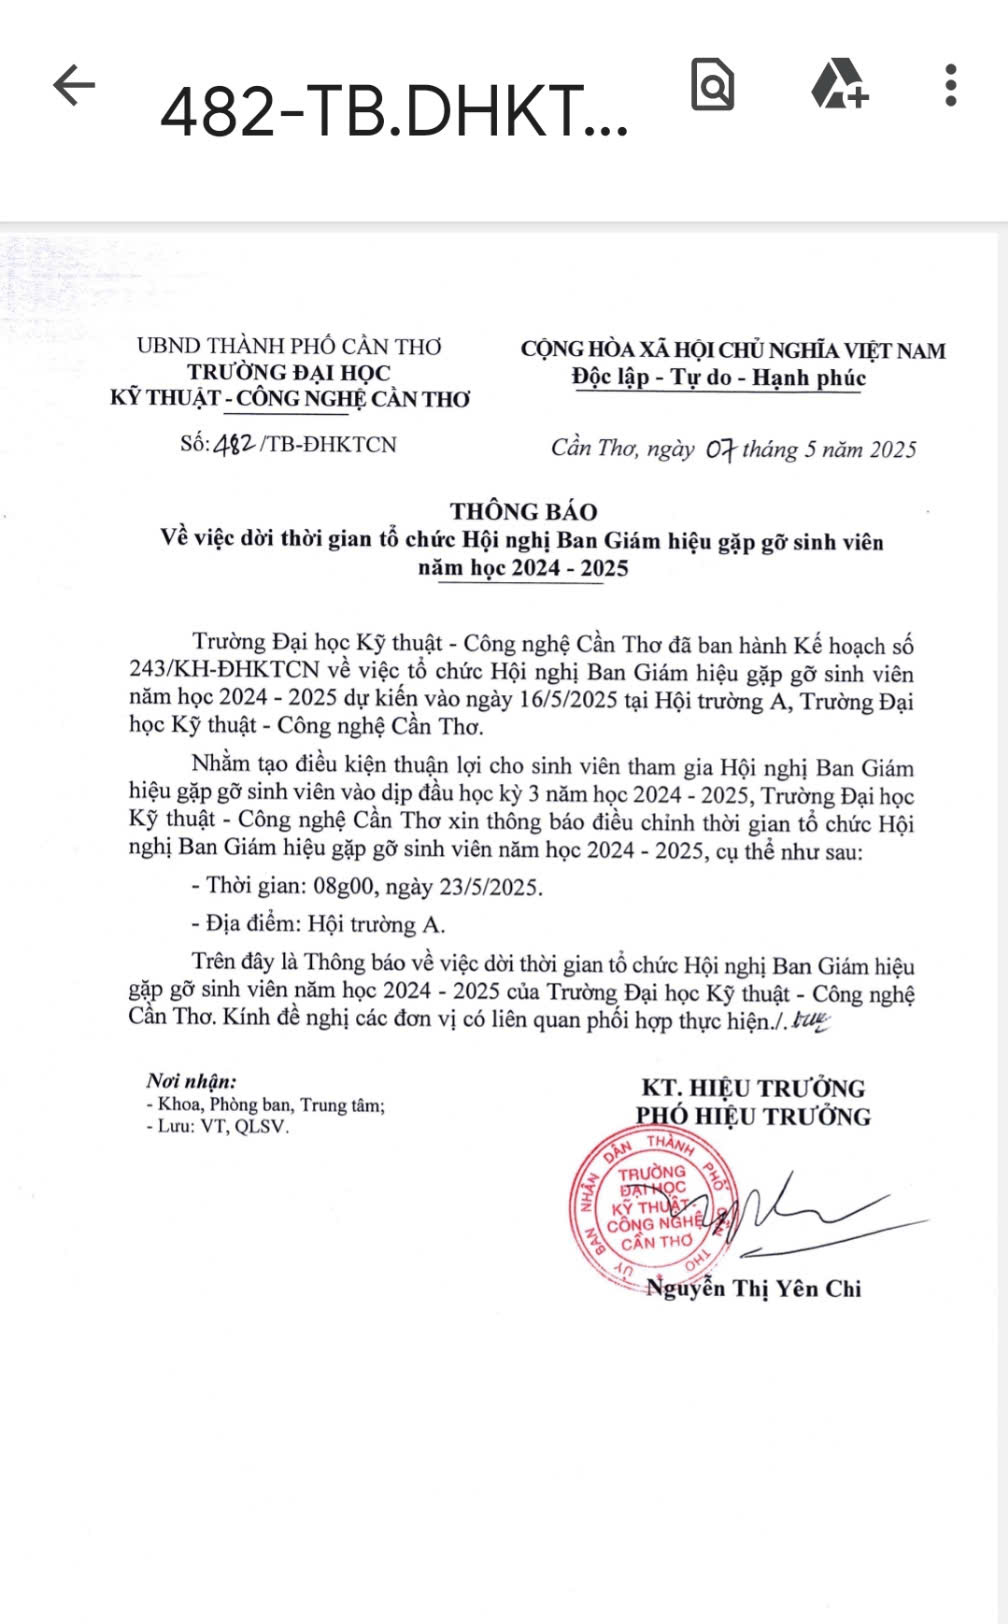 482-TB.DHKT...
UBND THÀNH PHỐ CẦN THƠ
TRƯỜNG ĐẠI HỌC
KỸ THUẬT - CÔNG NGHỆ CẦN THƠ
Số: 482/TB-ĐHKTCN
CỘNG HÒA XÃ HỘI CHỦ NGHĨA VIỆT NAM
Độc lập - Tự do - Hạnh phúc
Cần Thơ, ngày 07 tháng 5 năm 2025
THÔNG BÁO
Về việc dời thời gian tổ chức Hội nghị Ban Giám hiệu gặp gỡ sinh viên
năm học 2024 - 2025
Trường Đại học Kỹ thuật - Công nghệ Cần Thơ đã ban hành Kế hoạch số
243/KH-ĐHKTCN về việc tổ chức Hội nghị Ban Giám hiệu gặp gỡ sinh viên
năm học 2024 - 2025 dự kiến vào ngày 16/5/2025 tại Hội trường A, Trường Đại
học Kỹ thuật - Công nghệ Cần Thơ.
Nhằm tạo điều kiện thuận lợi cho sinh viên tham gia Hội nghị Ban Giám
hiệu gặp gỡ sinh viên vào dịp đầu học kỳ 3 năm học 2024 - 2025, Trường Đại học
Kỹ thuật - Công nghệ Cần Thơ xin thông báo điều chỉnh thời gian tổ chức Hội
nghị Ban Giám hiệu gặp gỡ sinh viên năm học 2024 - 2025, cụ thể như sau:
- Thời gian: 08g00, ngày 23/5/2025.
- Địa điểm: Hội trường A.
Trên đây là Thông báo về việc dời thời gian tổ chức Hội nghị Ban Giám hiệu
gặp gỡ sinh viên năm học 2024 - 2025 của Trường Đại học Kỹ thuật - Công nghệ
Cần Thơ. Kính đề nghị các đơn vị có liên quan phối hợp thực hiện./.
Nơi nhận:
- Khoa, Phòng ban, Trung tâm;
- Lưu: VT, QLSV.
KT. HIỆU TRƯỞNG
PHÓ HIỆU TRƯỞNG
ỦY BAN NHÂN DÂN THÀNH PHỐ CẦN THƠ
TRƯỜNG
ĐẠI HỌC
KỸ THUẬT-
CÔNG NGHỆ
CẦN THƠ
Nguyễn Thị Yên Chi